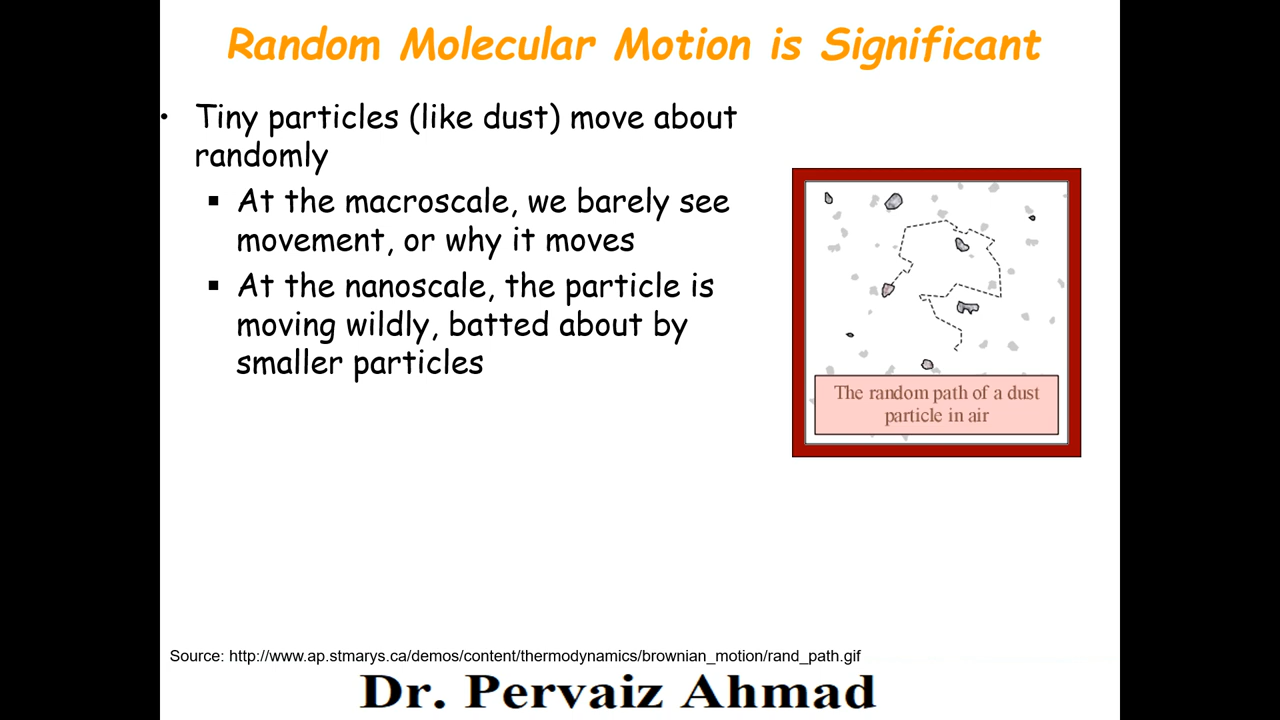 Random Molecular Motion is Significant
• Tiny particles (like dust) move about
randomly
▪ At the macroscale, we barely see
movement, or why it moves
▪ At the nanoscale, the particle is
moving wildly, batted about by
smaller particles
The random path of a dust
particle in air
Source: http://www.ap.stmarys.ca/demos/content/thermodynamics/brownian_motion/rand_path.gif
Dr. Pervaiz Ahmad